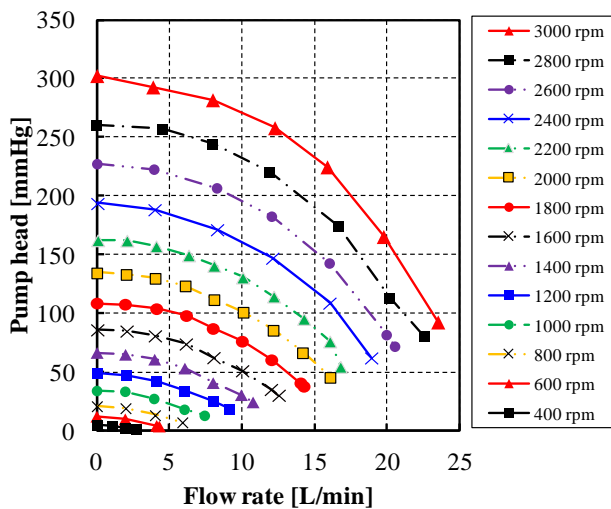 Pump head [mmHg]
350
300
250
200
150
100
50
0
0 5 10 15 20 25
Flow rate [L/min]
3000 rpm
2800 rpm
2600 rpm
2400 rpm
2200 rpm
2000 rpm
1800 rpm
1600 rpm
1400 rpm
1200 rpm
1000 rpm
800 rpm
600 rpm
400 rpm